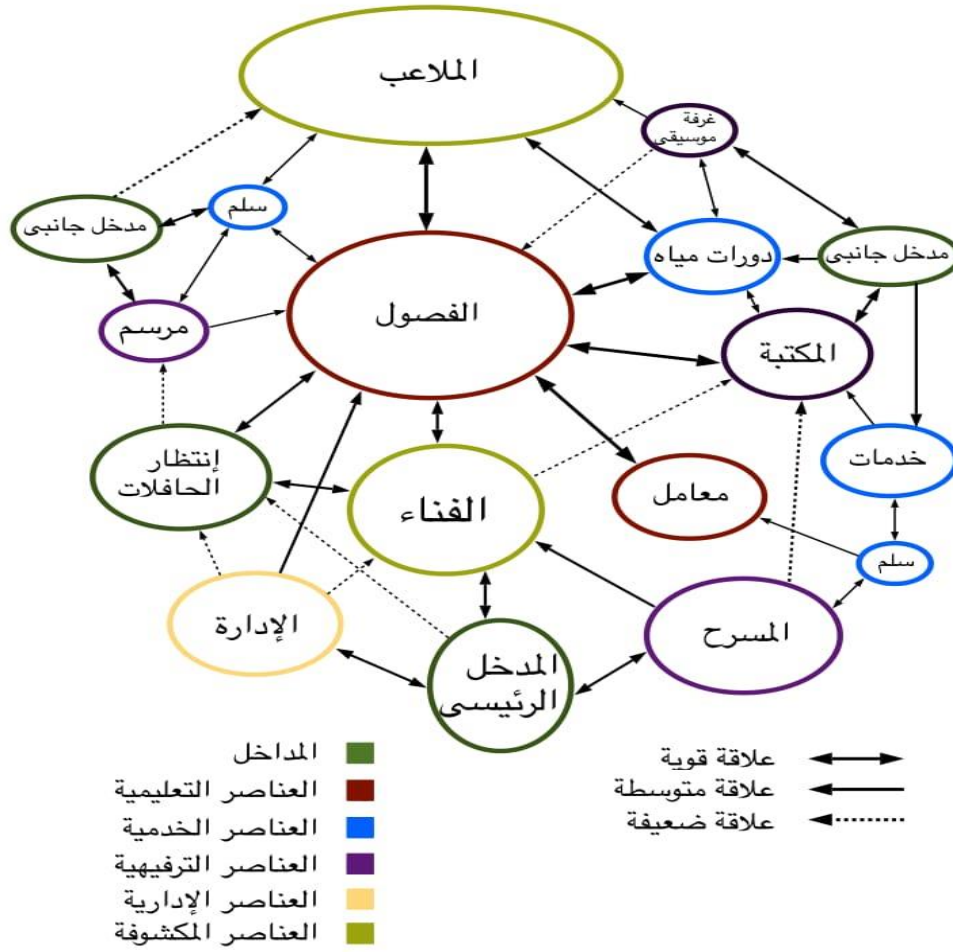 الملاعب
غرفة
موسيقى
سلم
مدخل جانبى
دورات مياه
مدخل جانبى
الفصول
مرسم
المكتبة
إنتظار
الحافلات
الفناء
معامل
خدمات
سلم
الإدارة
المدخل
الرئيسى
المسرح
المداخل
العناصر التعليمية
العناصر الخدمية
العناصر الترفيهية
العناصر الإدارية
العناصر المكشوفة
علاقة قوية
علاقة متوسطة
علاقة ضعيفة